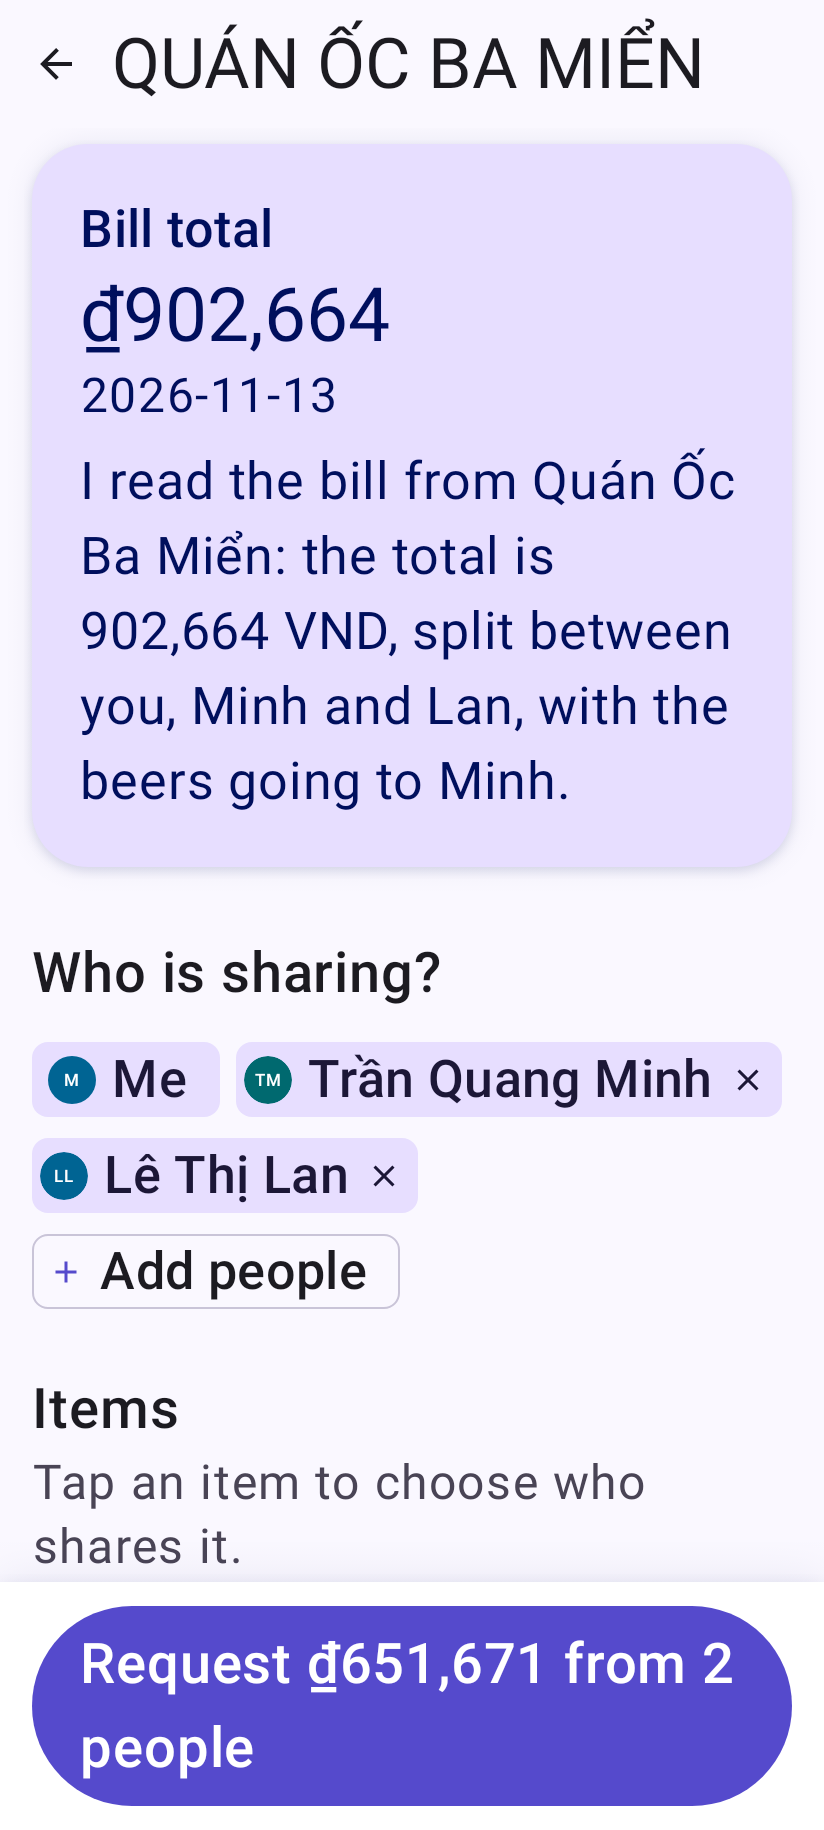 QUÁN ỐC BA MIỂN
Bill total
₫902,664
2026-11-13
I read the bill from Quán Ốc
Ba Miển: the total is
902,664 VND, split between
you, Minh and Lan, with the
beers going to Minh.
Who is sharing?
M Me
TM Trần Quang Minh ×
LL Lê Thị Lan ×
+ Add people
Items
Tap an item to choose who
shares it.
Request ₫651,671 from 2
people